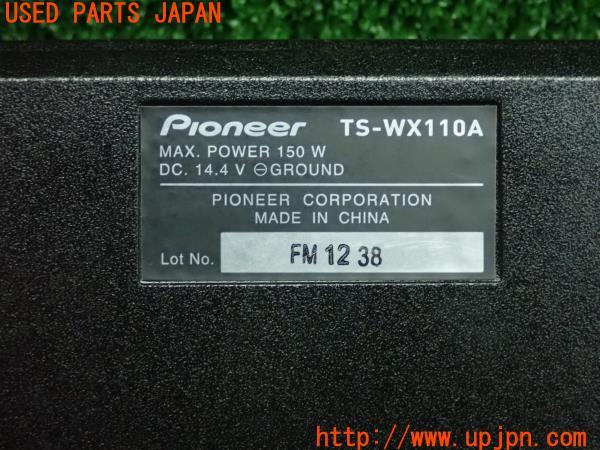 USED PARTS JAPAN
Pioneer TS-WX110A
MAX. POWER 150 W
DC. 14.4 V ⊖GROUND
PIONEER CORPORATION
MADE IN CHINA
Lot No. FM 12 38
http://www.upjpn.com